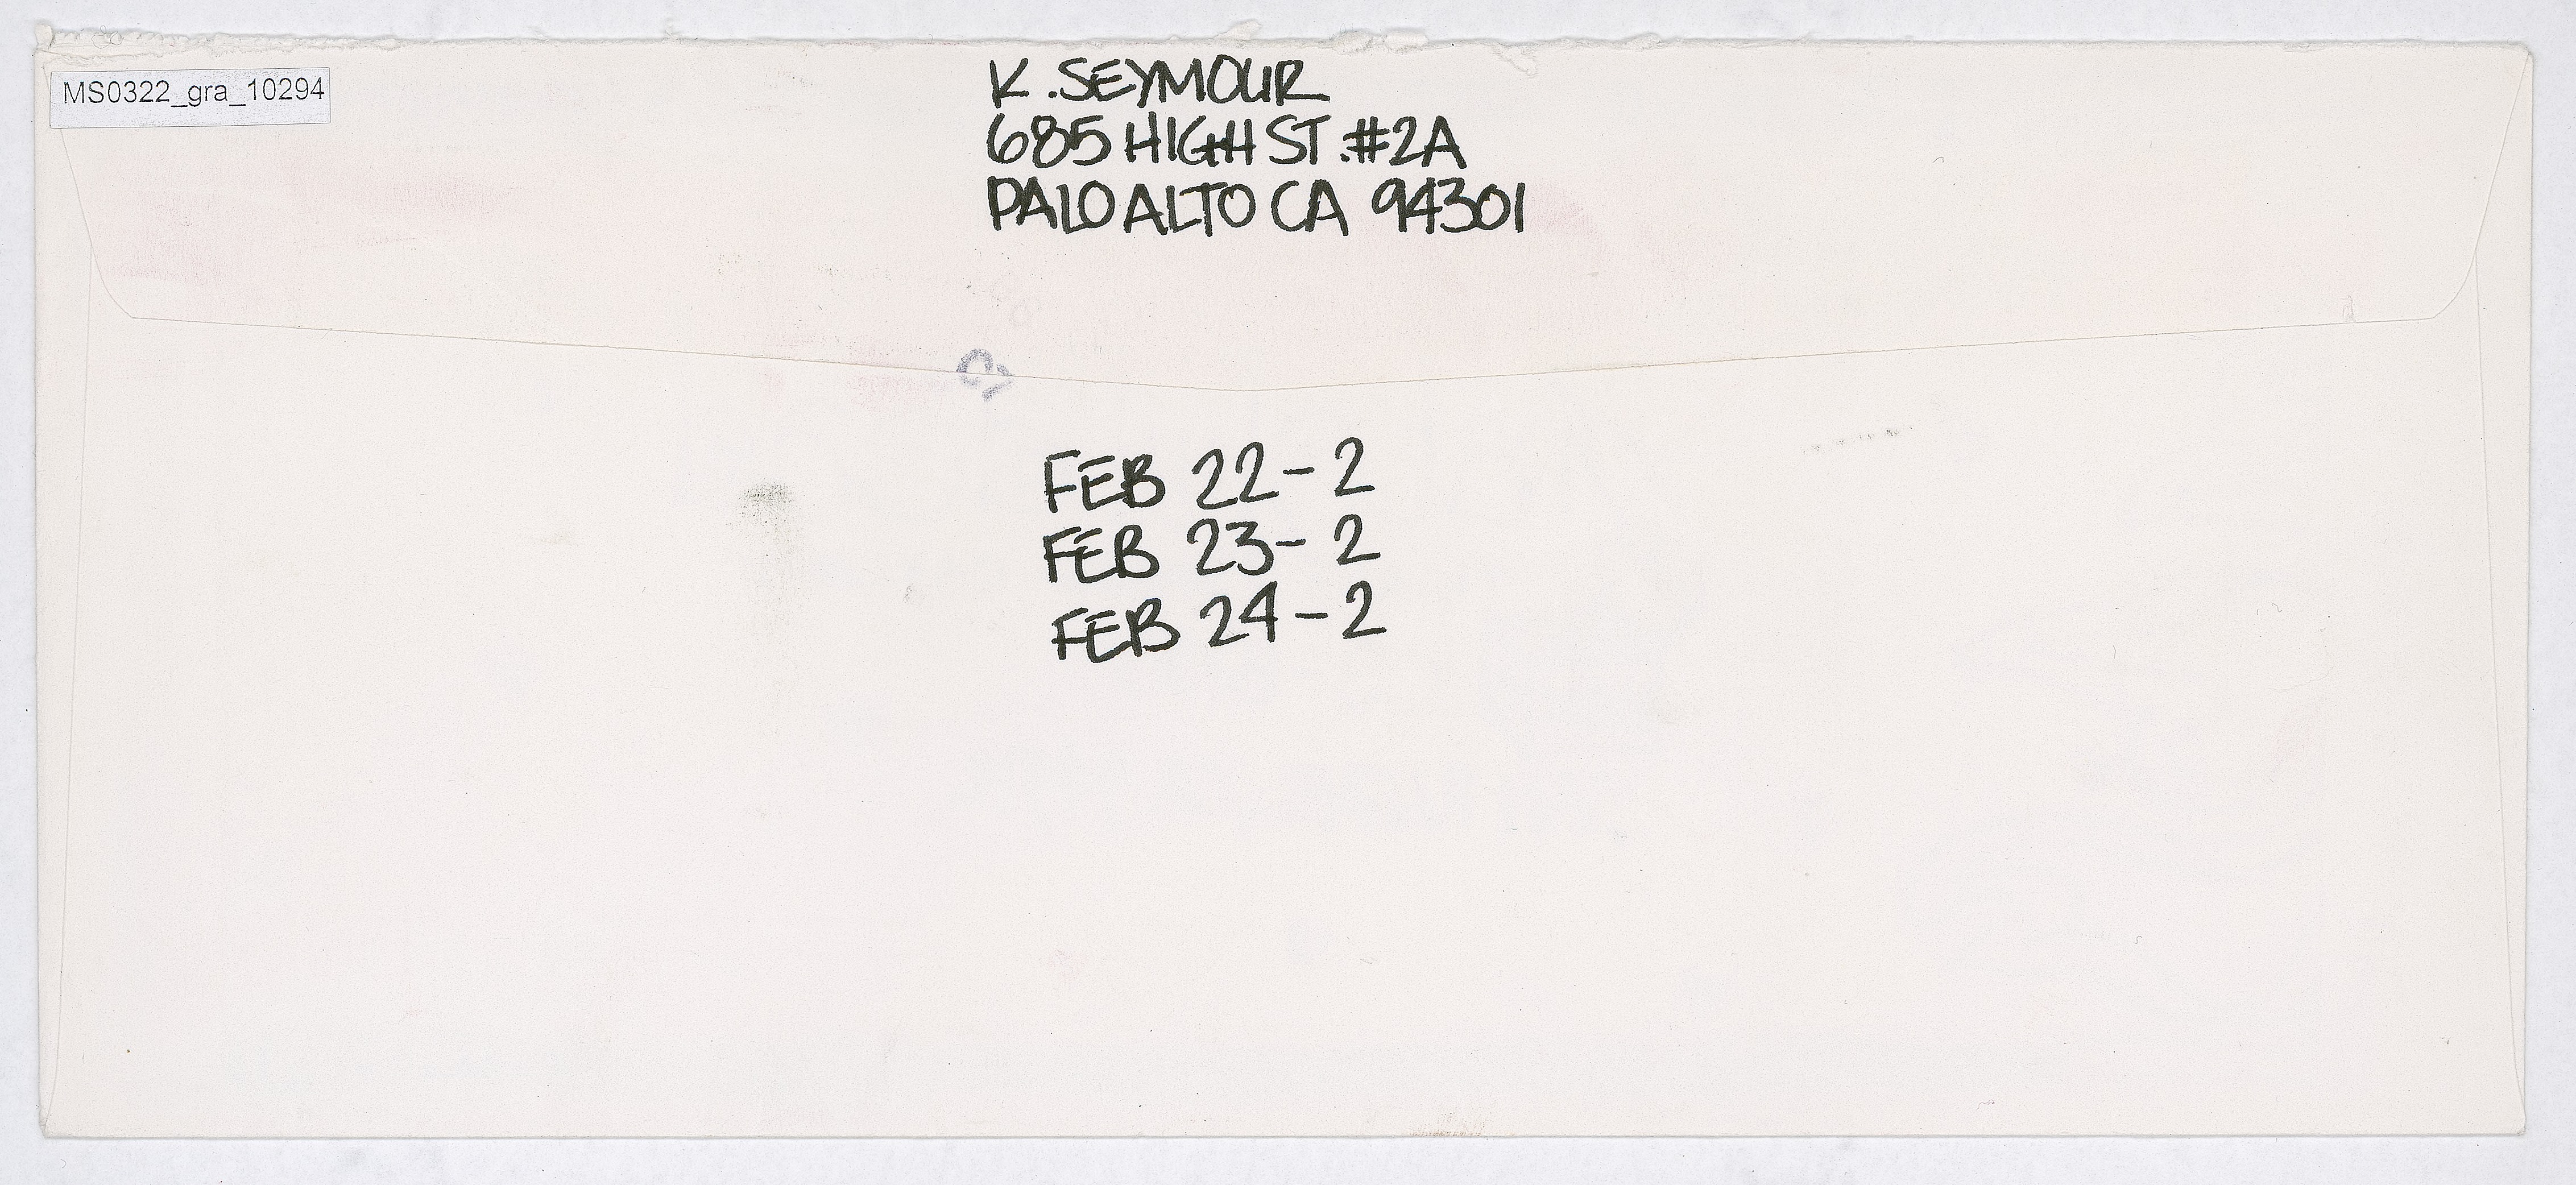 MS0322_gra_10294
K. SEYMOUR
685 HIGH ST. #2A
PALO ALTO CA 94301
FEB 22-2
FEB 23-2
FEB 24-2